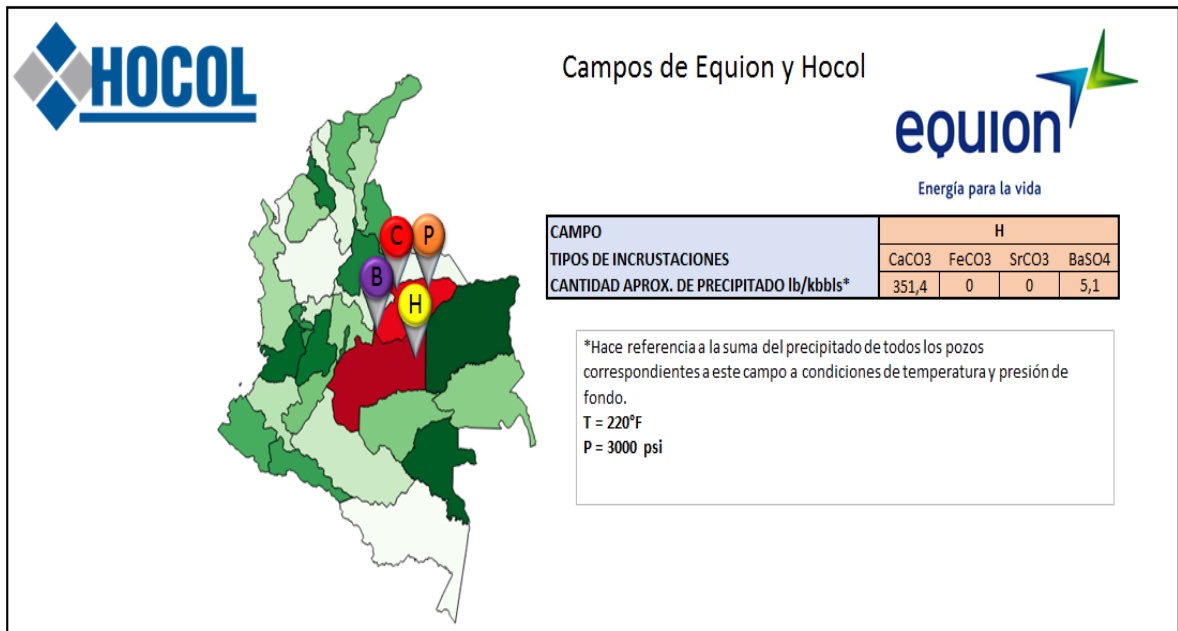 HOCOL
Campos de Equion y Hocol
equion
Energía para la vida
C P
B
H
CAMPO H
TIPOS DE INCRUSTACIONES CaCO3 FeCO3 SrCO3 BaSO4
CANTIDAD APROX. DE PRECIPITADO lb/kbbls* 351,4 0 0 5,1
*Hace referencia a la suma del precipitado de todos los pozos
correspondientes a este campo a condiciones de temperatura y presión de
fondo.
T = 220°F
P = 3000 psi